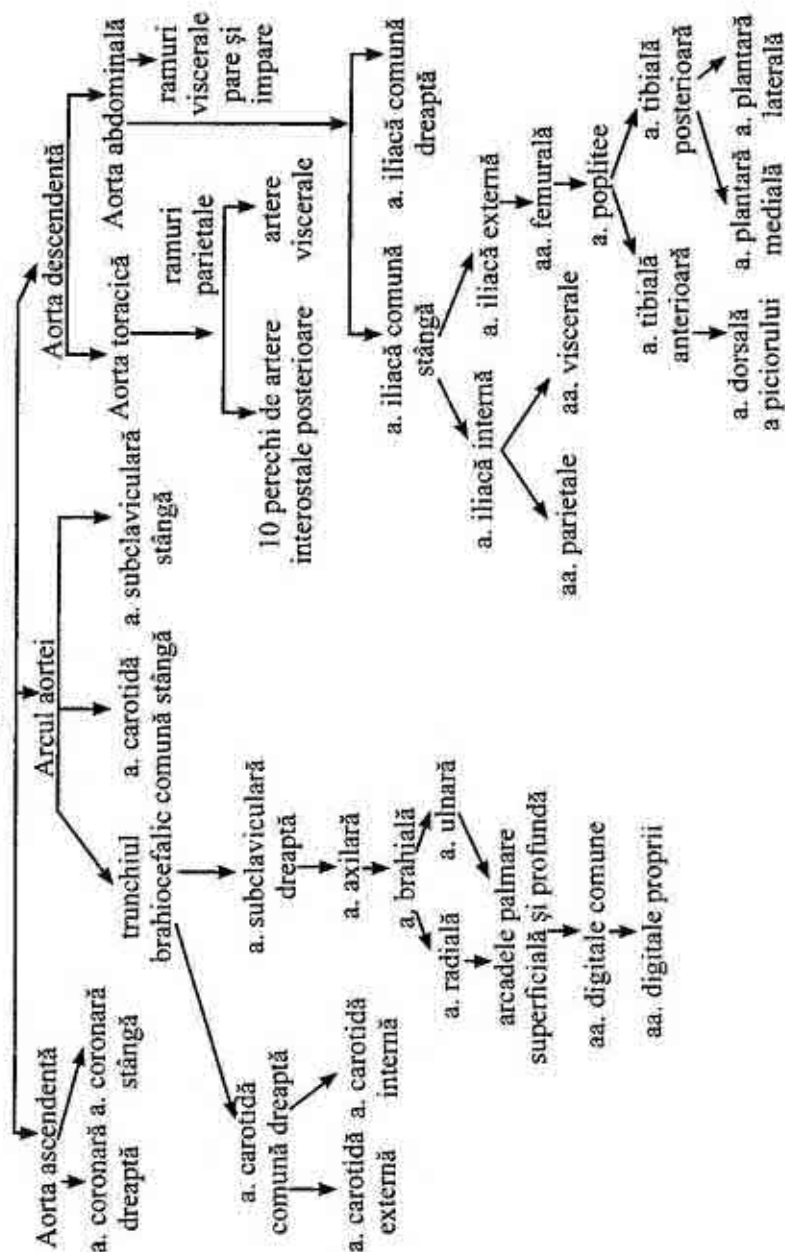 Aorta ascendentă
a. coronară a. coronară
dreaptă stângă
Arcul aortei
trunchiul a. carotidă a. subclaviculară
brahiocefalic comună stângă stângă
a. carotidă
comună dreaptă
a. carotidă a. carotidă
externă internă
a. subclaviculară
dreaptă
a. axilară
a. brahială
a. radială a. ulnară
arcadele palmare
superficială și profundă
aa. digitale comune
aa. digitale proprii
Aorta descendentă
Aorta toracică Aorta abdominală
ramuri
parietale
10 perechi de artere
interostale posterioare
artere
viscerale
ramuri
viscerale
pare și
impare
a. iliacă comună
stângă
a. iliacă comună
dreaptă
a. iliacă internă a. iliacă externă
aa. parietale aa. viscerale
aa. femurală
a. poplitee
a. tibială
anterioară
a. tibială
posterioară
a. dorsală
a piciorului
a. plantară a. plantară
medială laterală